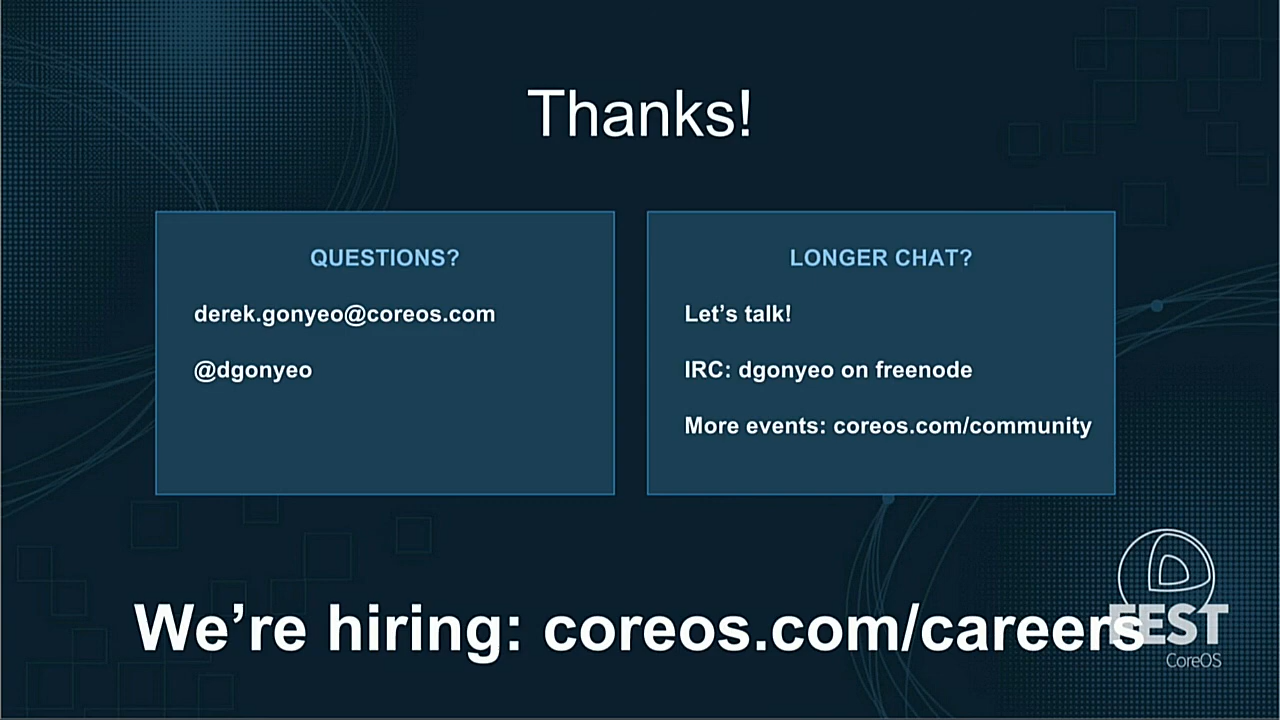 Thanks!
QUESTIONS?
derek.gonyeo@coreos.com
@dgonyeo
LONGER CHAT?
Let’s talk!
IRC: dgonyeo on freenode
More events: coreos.com/community
We’re hiring: coreos.com/careers
FEST
CoreOS